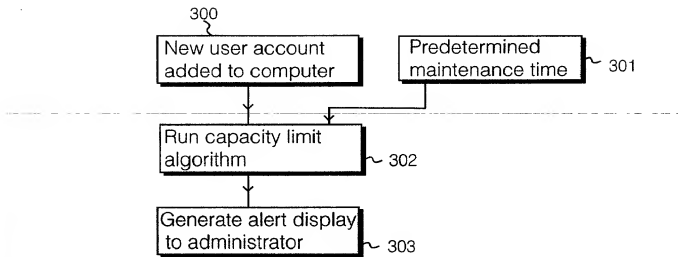 300
New user account
added to computer
Predetermined
maintenance time
301
Run capacity limit
algorithm
302
Generate alert display
to administrator
303